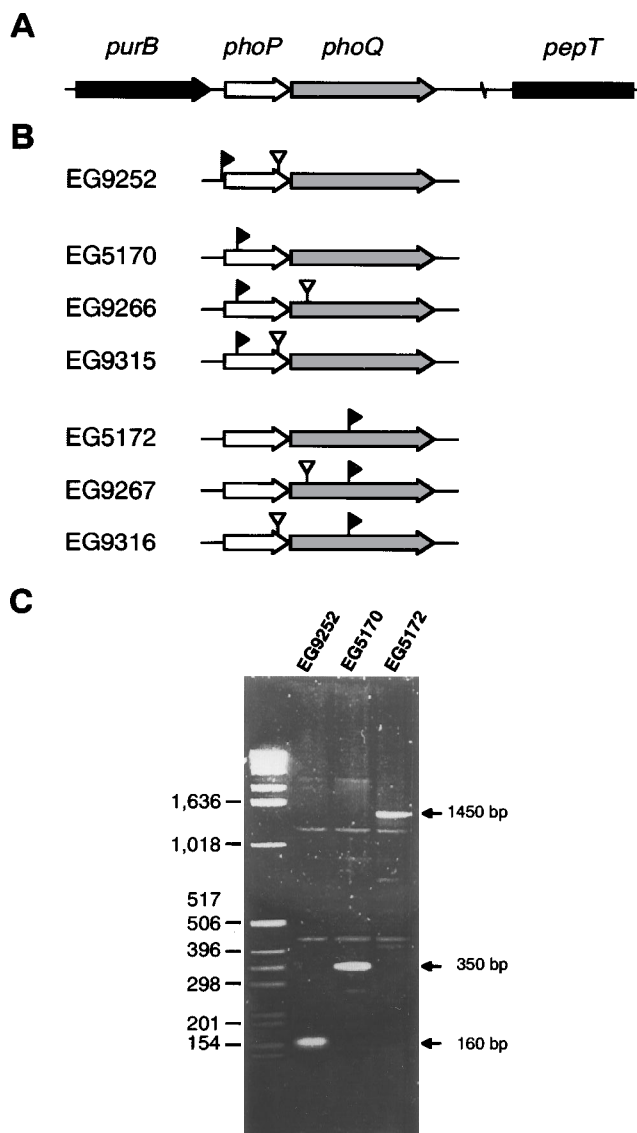 A
purB phoP phoQ pepT
B
EG9252
EG5170
EG9266
EG9315
EG5172
EG9267
EG9316
C
EG9252 EG5170 EG5172
1,636
1450 bp
1,018
517
506
396
350 bp
298
201
154
160 bp